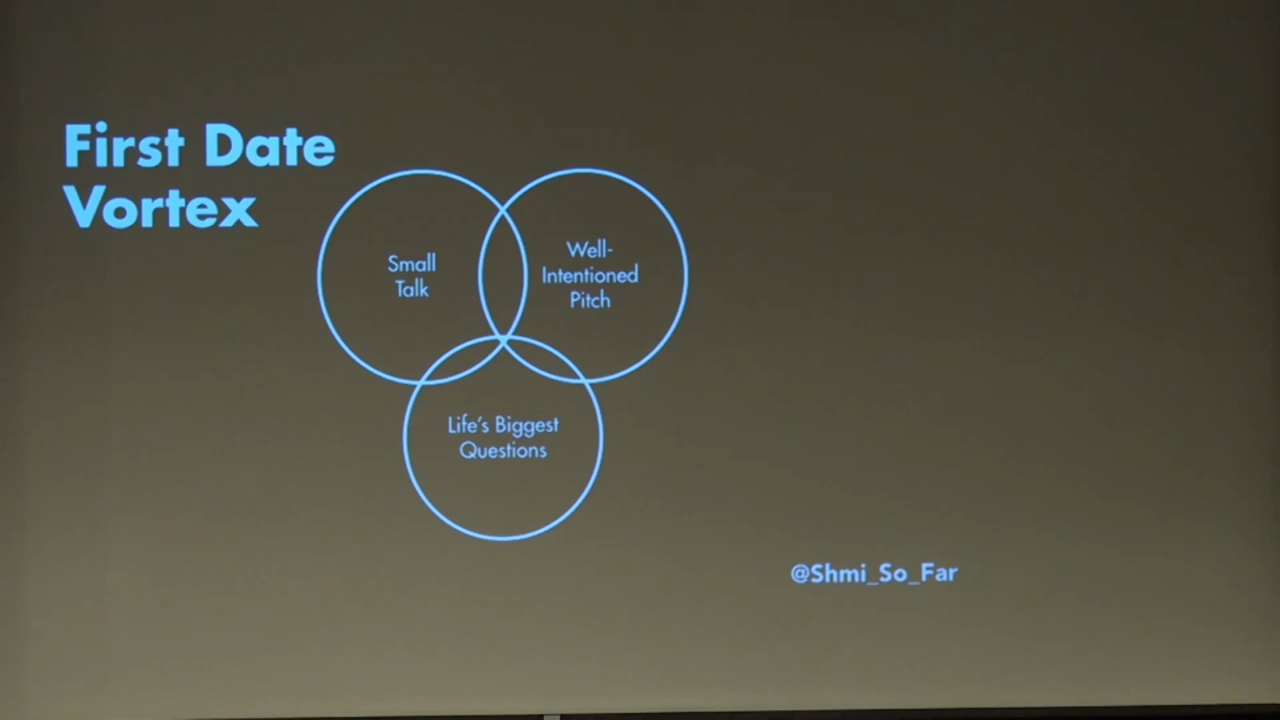 First Date
Vortex
Small
Talk
Well-
Intentioned
Pitch
Life's Biggest
Questions
@Shmi_So_Far